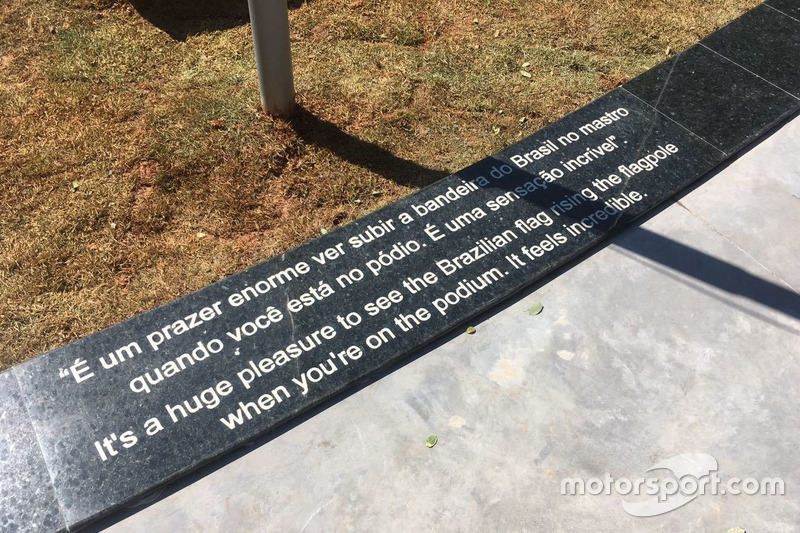 “É um prazer enorme ver subir a bandeira do Brasil no mastro
quando você está no pódio. É uma sensação incrível”.
It's a huge pleasure to see the Brazilian flag rising the flagpole
when you're on the podium. It feels incredible.
motorsport.com